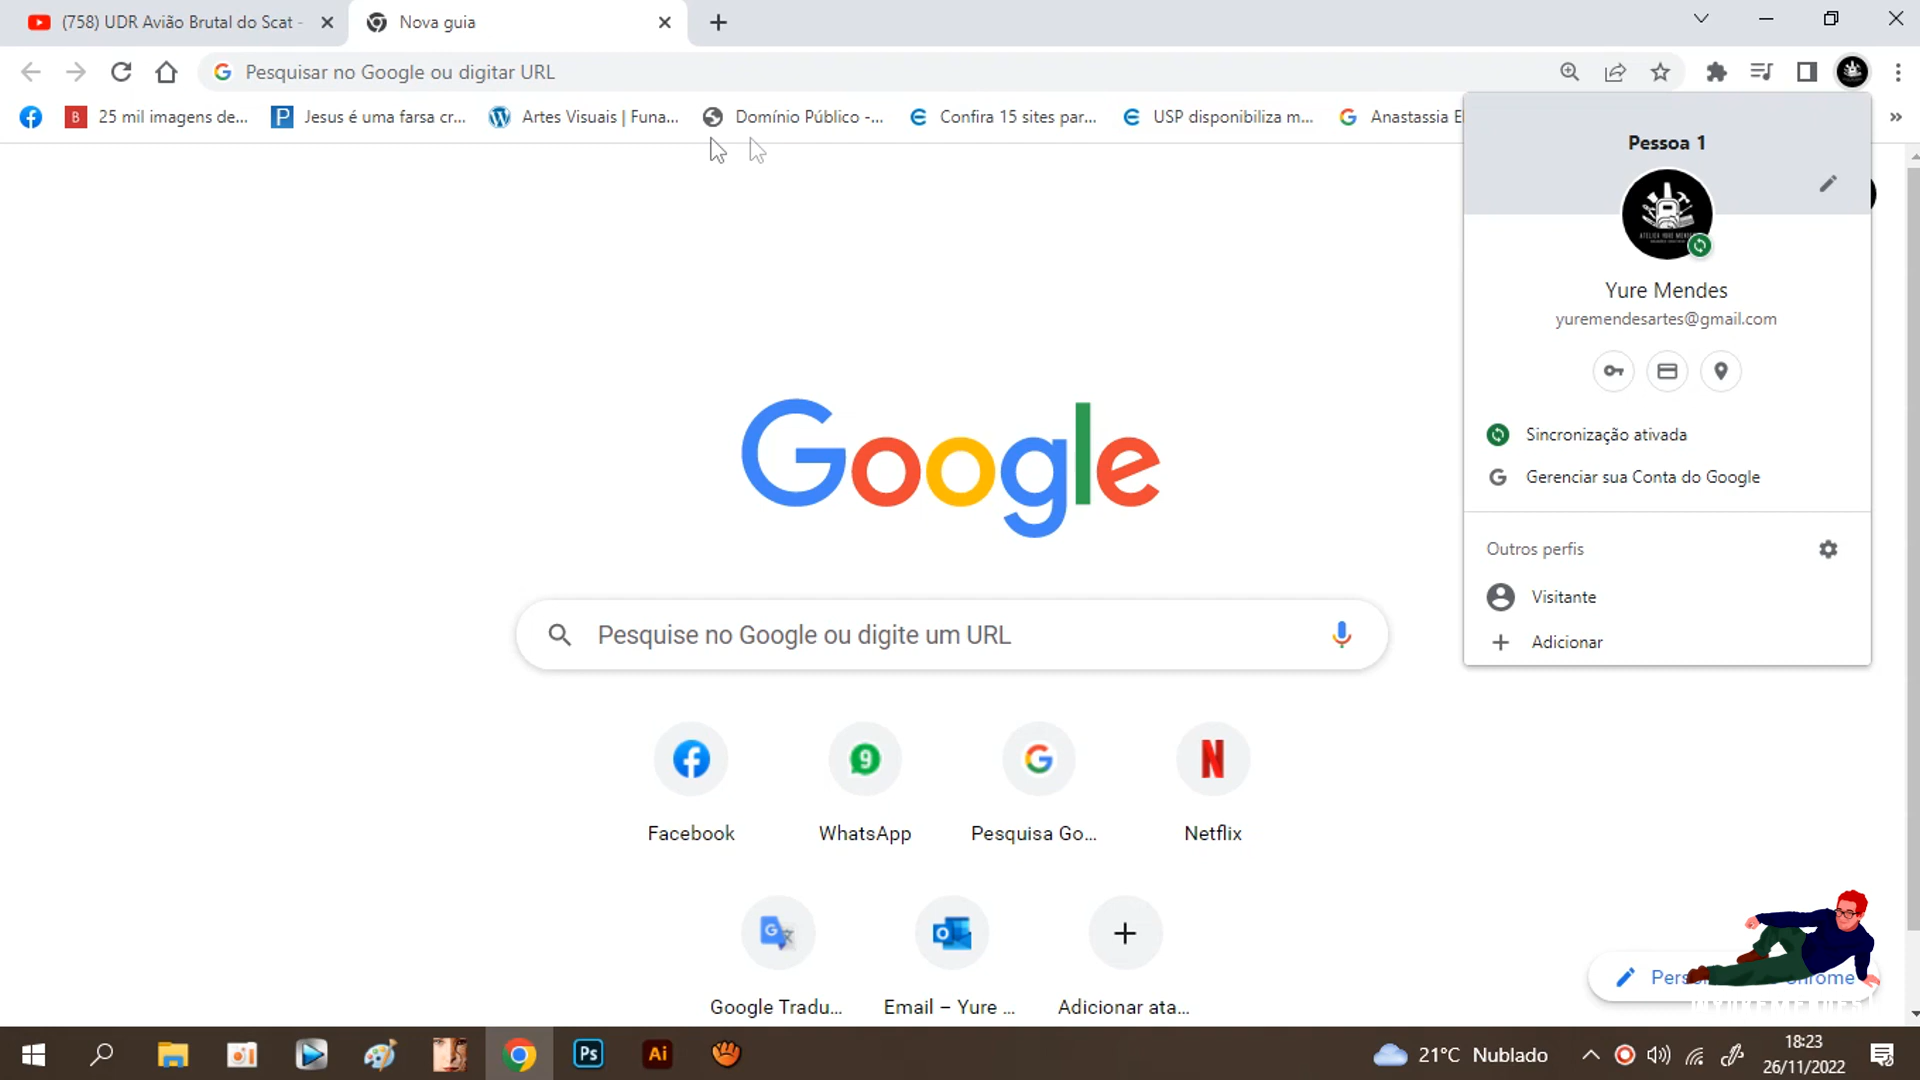 (758) UDR Avião Brutal do Scat -
Nova guia
Pesquisar no Google ou digitar URL
25 mil imagens de...
Jesus é uma farsa cr...
Artes Visuais | Funa...
Domínio Público -...
Confira 15 sites par...
USP disponibiliza m...
Anastassia E
Pessoa 1
Yure Mendes
yuremendesartes@gmail.com
Sincronização ativada
Gerenciar sua Conta do Google
Outros perfis
Visitante
Adicionar
Google
Pesquise no Google ou digite um URL
Facebook
WhatsApp
Pesquisa Go...
Netflix
Google Tradu...
Email – Yure ...
Adicionar ata...
21°C Nublado
18:23
26/11/2022